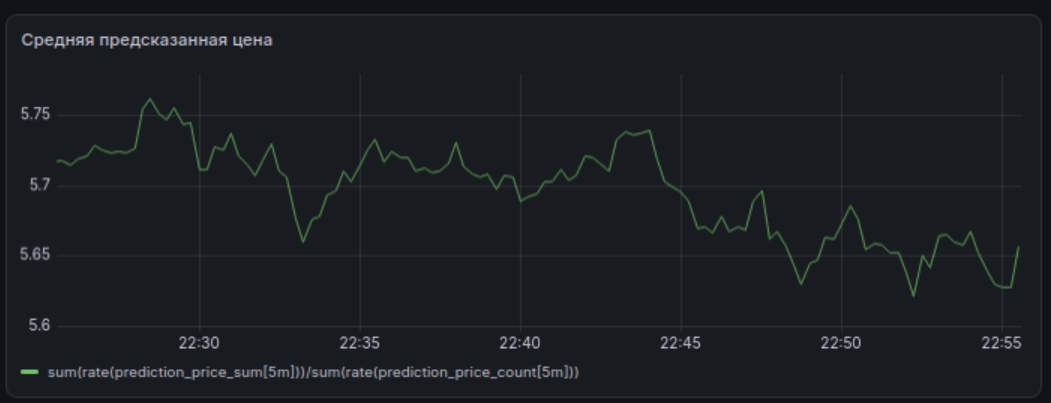 Средняя предсказанная цена
5.75
5.7
5.65
5.6
22:30 22:35 22:40 22:45 22:50 22:55
sum(rate(prediction_price_sum[5m]))/sum(rate(prediction_price_count[5m]))